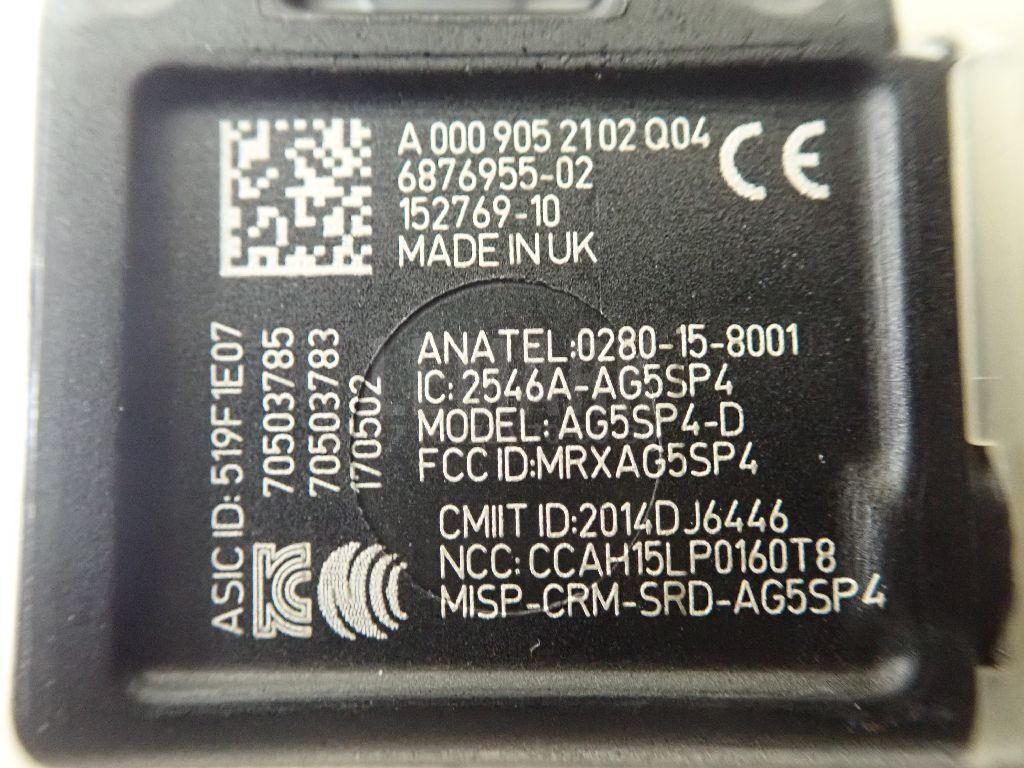 A 000 905 2102 Q04
CE
6876955-02
152769-10
MADE IN UK
ASIC ID: 519F1E07
70503785
70503783
170502
ANATEL:0280-15-8001
IC: 2546A-AG5SP4
MODEL: AG5SP4-D
FCC ID:MRXAG5SP4
CMIIT ID:2014DJ6446
NCC: CCAH15LP0160T8
MISP-CRM-SRD-AG5SP4